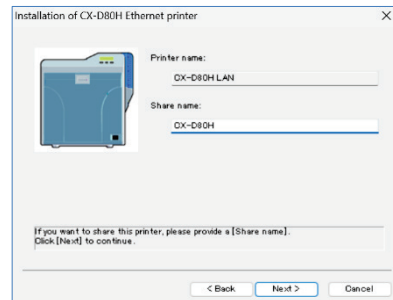 Installation of CX-D80H Ethernet printer
Printer name:
CX-D80H LAN
Share name:
CX-D80H
If you want to share this printer, please provide a [Share name].
Click [Next] to continue.
< Back
Next >
Cancel